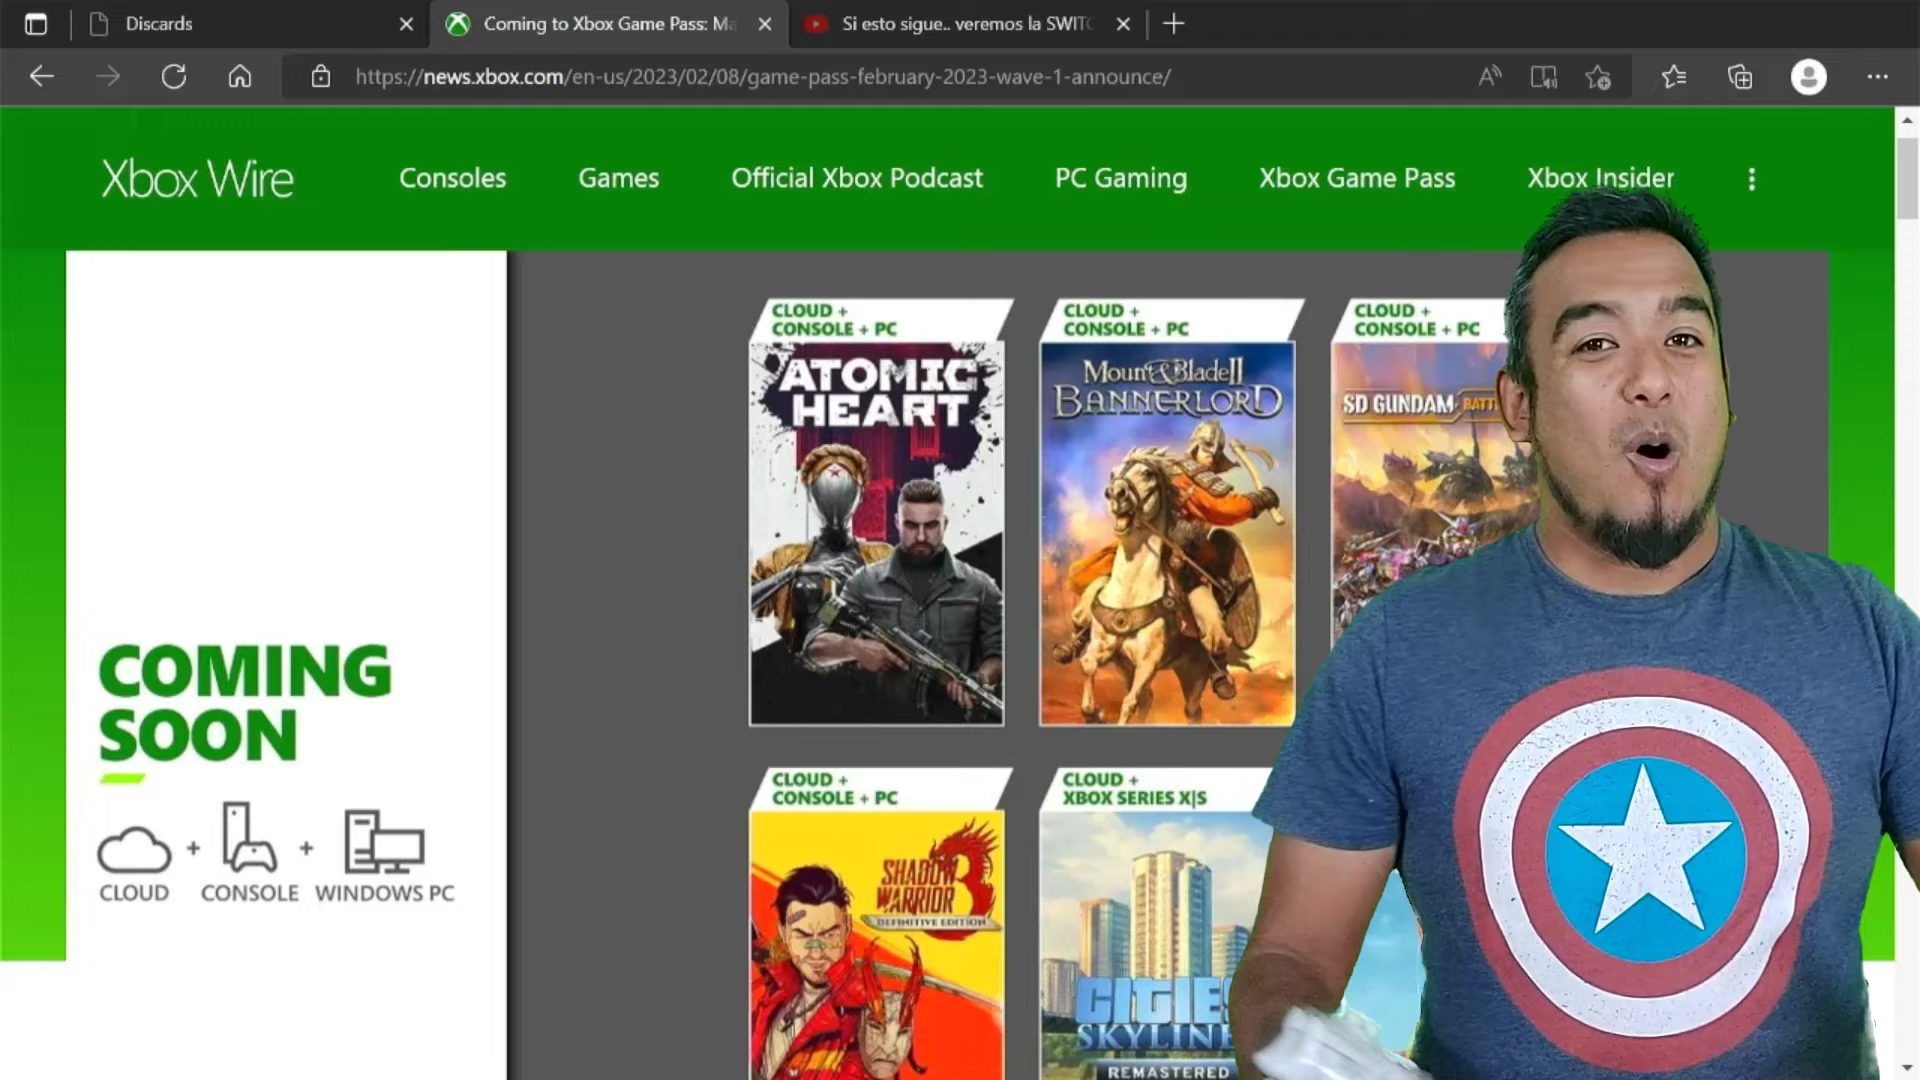 Discards
Coming to Xbox Game Pass: Ma
Si esto sigue.. veremos la SWITC
https://news.xbox.com/en-us/2023/02/08/game-pass-february-2023-wave-1-announce/
Xbox Wire
Consoles
Games
Official Xbox Podcast
PC Gaming
Xbox Game Pass
Xbox Insider
COMING
SOON
CLOUD + CONSOLE + WINDOWS PC
CLOUD +
CONSOLE + PC
ATOMIC
HEART
CLOUD +
CONSOLE + PC
Mount & Blade II
BANNERLORD
CLOUD +
CONSOLE + PC
SD GUNDAM BATT
CLOUD +
CONSOLE + PC
SHADOW
WARRIOR 3
DEFINITIVE EDITION
CLOUD +
XBOX SERIES X|S
CITIES
SKYLINE
REMASTERED